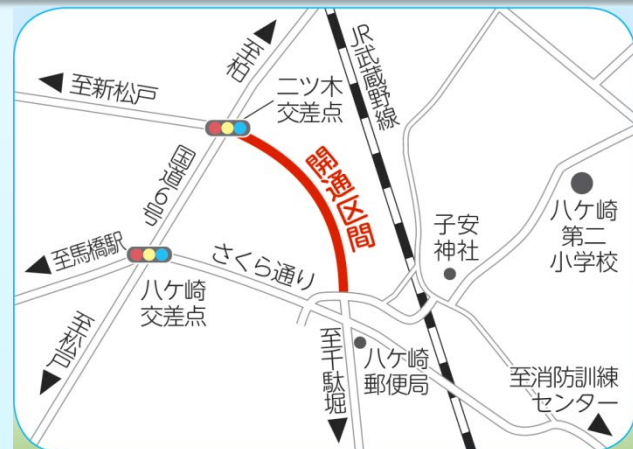 至柏
JR武蔵野線
至新松戸
二ツ木
交差点
国道6号
開通区間
八ケ崎
第二
小学校
子安
神社
至馬橋駅
さくら通り
八ケ崎
交差点
至松戸
至千駄堀
八ケ崎
郵便局
至消防訓練
センター